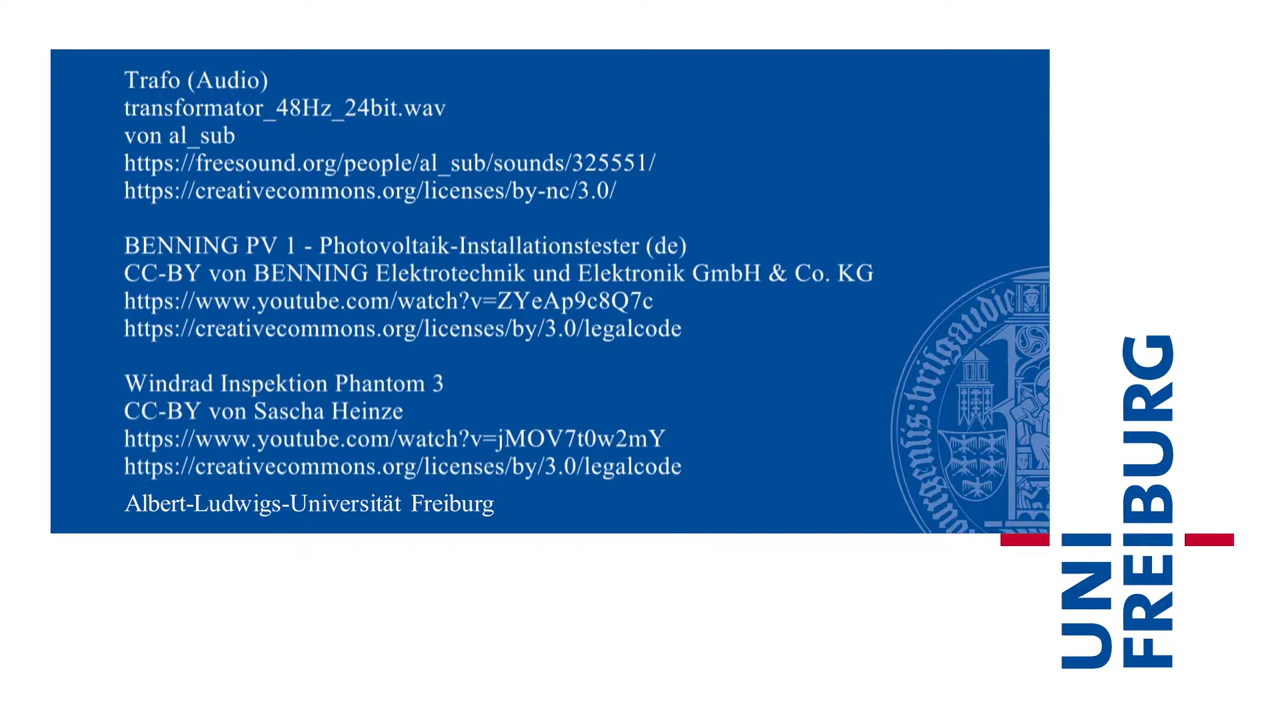 Trafo (Audio)
transformator_48Hz_24bit.wav
von al_sub
https://freesound.org/people/al_sub/sounds/325551/
https://creativecommons.org/licenses/by-nc/3.0/
BENNING PV 1 - Photovoltaik-Installationstester (de)
CC-BY von BENNING Elektrotechnik und Elektronik GmbH & Co. KG
https://www.youtube.com/watch?v=ZYeAp9c8Q7c
https://creativecommons.org/licenses/by/3.0/legalcode
Windrad Inspektion Phantom 3
CC-BY von Sascha Heinze
https://www.youtube.com/watch?v=jMOV7t0w2mY
https://creativecommons.org/licenses/by/3.0/legalcode
Albert-Ludwigs-Universität Freiburg
UNI
FREIBURG